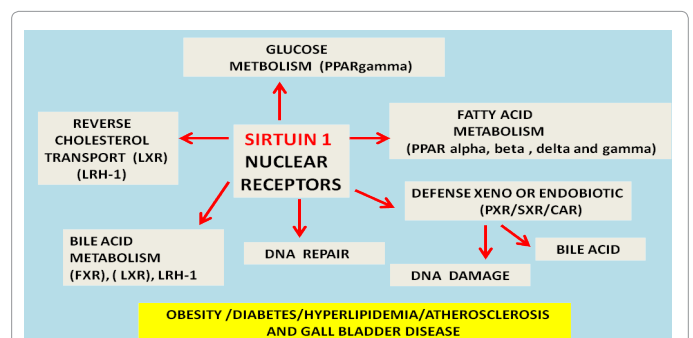 GLUCOSE
METBOLISM (PPARgamma)
REVERSE
CHOLESTEROL
TRANSPORT (LXR)
(LRH-1)
SIRTUIN 1
NUCLEAR
RECEPTORS
FATTY ACID
METABOLISM
(PPAR alpha, beta , delta and gamma)
DEFENSE XENO OR ENDOBIOTIC
(PXR/SXR/CAR)
BILE ACID
METABOLISM
(FXR), ( LXR), LRH-1
DNA REPAIR
BILE ACID
DNA DAMAGE
OBESITY /DIABETES/HYPERLIPIDEMIA/ATHEROSCLEROSIS
AND GALL BLADDER DISEASE